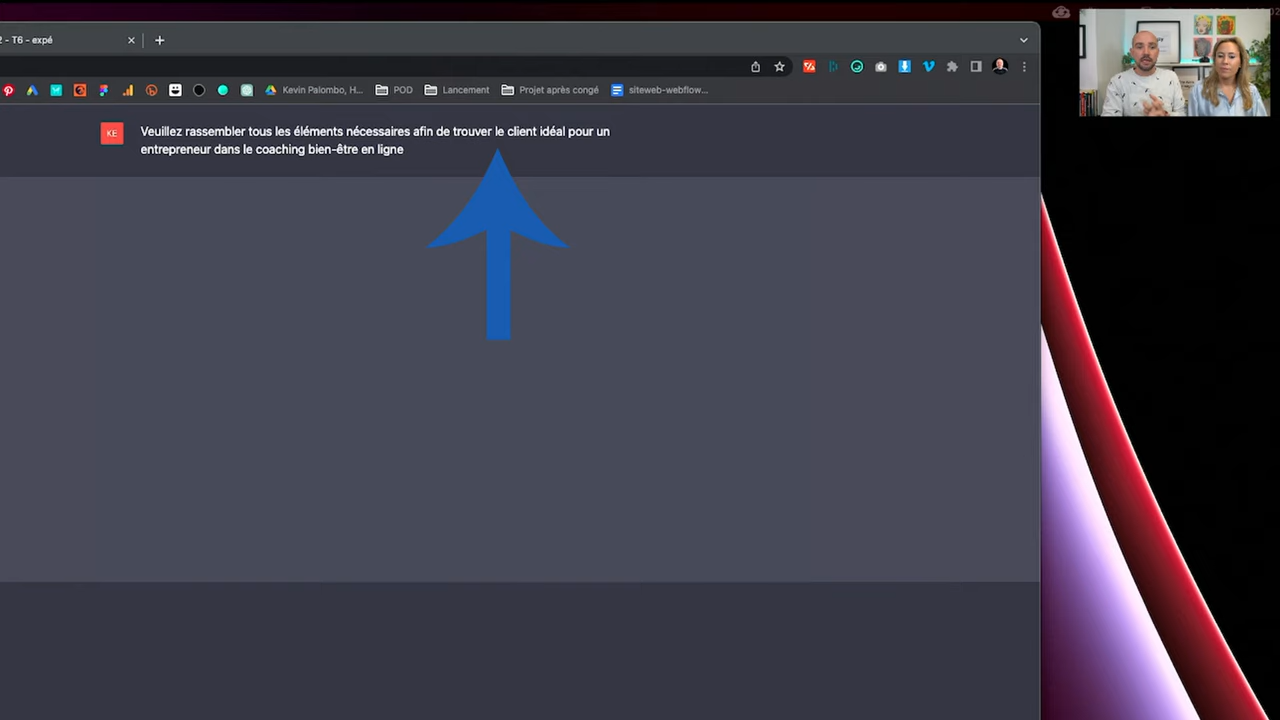 2 - T6 - expé
Kevin Palombo, H...
POD
Lancement
Projet après congé
siteweb-webflow...
KE
Veuillez rassembler tous les éléments nécessaires afin de trouver le client idéal pour un
entrepreneur dans le coaching bien-être en ligne